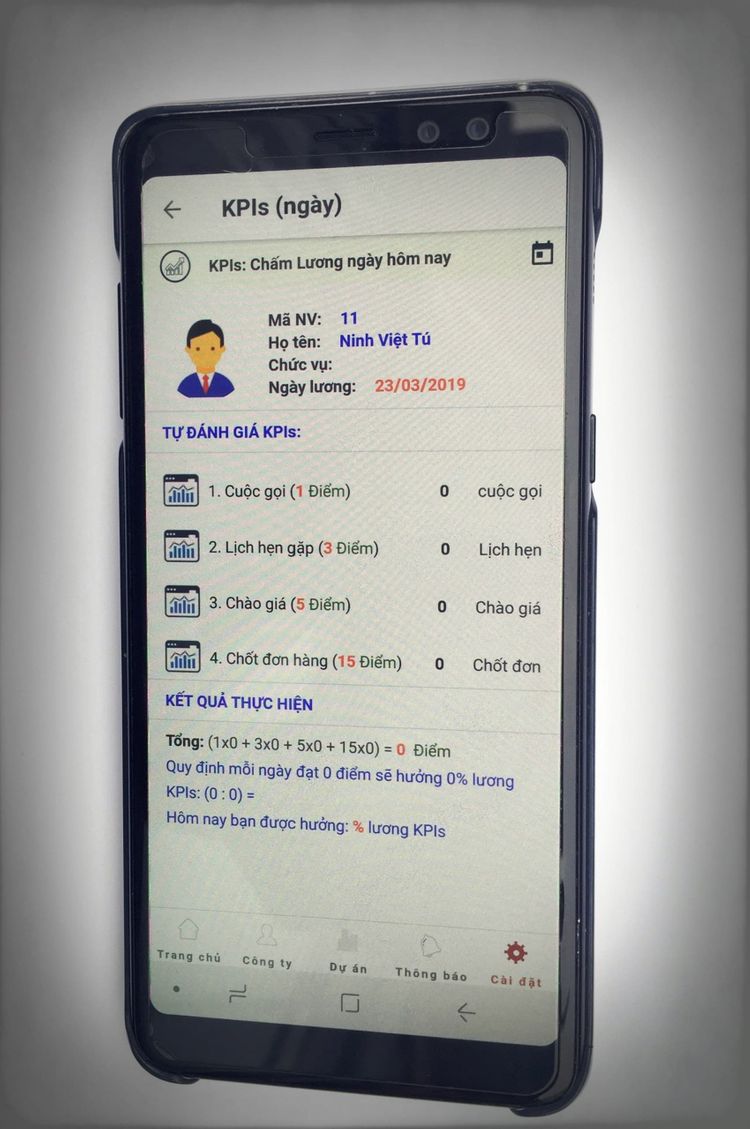 KPIs (ngày)
KPIs: Chấm Lương ngày hôm nay
Mã NV: 11
Họ tên: Ninh Việt Tú
Chức vụ:
Ngày lương: 23/03/2019
TỰ ĐÁNH GIÁ KPIs:
1. Cuộc gọi (1 Điểm) 0 cuộc gọi
2. Lịch hẹn gặp (3 Điểm) 0 Lịch hẹn
3. Chào giá (5 Điểm) 0 Chào giá
4. Chốt đơn hàng (15 Điểm) 0 Chốt đơn
KẾT QUẢ THỰC HIỆN
Tổng: (1x0 + 3x0 + 5x0 + 15x0) = 0 Điểm
Quy định mỗi ngày đạt 0 điểm sẽ hưởng 0% lương
KPIs: (0 : 0) =
Hôm nay bạn được hưởng: % lương KPIs
Trang chủ Công ty Dự án Thông báo Cài đặt